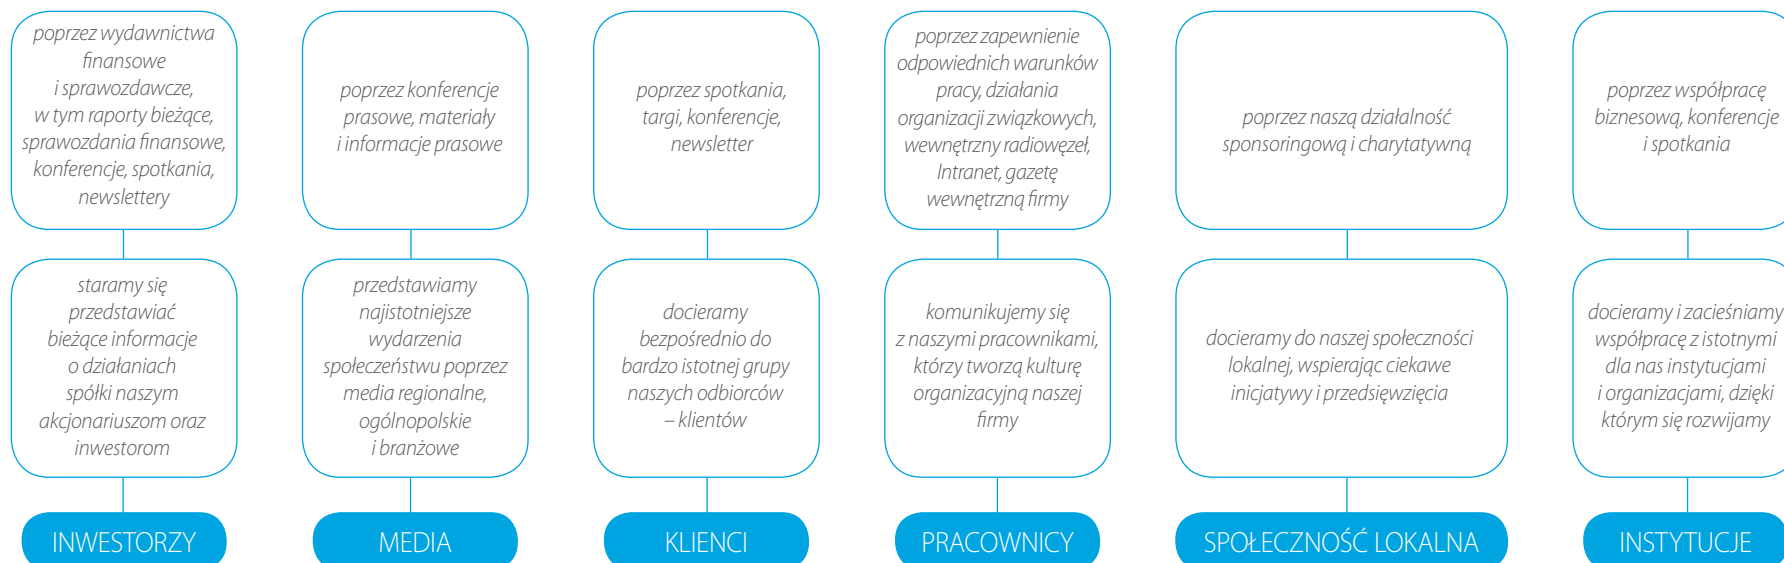 poprzez wydawnictwa
finansowe
i sprawozdawcze,
w tym raporty bieżące,
sprawozdania finansowe,
konferencje, spotkania,
newslettery
poprzez konferencje
prasowe, materiały
i informacje prasowe
poprzez spotkania,
targi, konferencje,
newsletter
poprzez zapewnienie
odpowiednich warunków
pracy, działania
organizacji związkowych,
wewnętrzny radiowęzeł,
Intranet, gazetę
wewnętrzną firmy
poprzez naszą działalność
sponsoringową i charytatywną
poprzez współpracę
biznesową, konferencje
i spotkania
staramy się
przedstawiać
bieżące informacje
o działaniach
spółki naszym
akcjonariuszom oraz
inwestorom
przedstawiamy
najistotniejsze
wydarzenia
społeczeństwu poprzez
media regionalne,
ogólnopolskie
i branżowe
docieramy
bezpośrednio do
bardzo istotnej grupy
naszych odbiorców
– klientów
komunikujemy się
z naszymi pracownikami,
którzy tworzą kulturę
organizacyjną naszej
firmy
docieramy do naszej społeczności
lokalnej, wspierając ciekawe
inicjatywy i przedsięwzięcia
docieramy i zacieśniamy
współpracę z istotnymi
dla nas instytucjami
i organizacjami, dzięki
którym się rozwijamy
INWESTORZY
MEDIA
KLIENCI
PRACOWNICY
SPOŁECZNOŚĆ LOKALNA
INSTYTUCJE